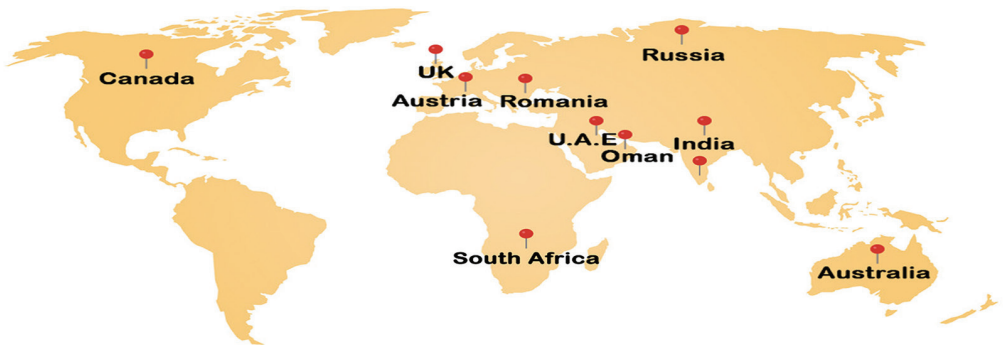 Russia
Canada
UK
Austria
Romania
U.A.E
India
Oman
South Africa
Australia